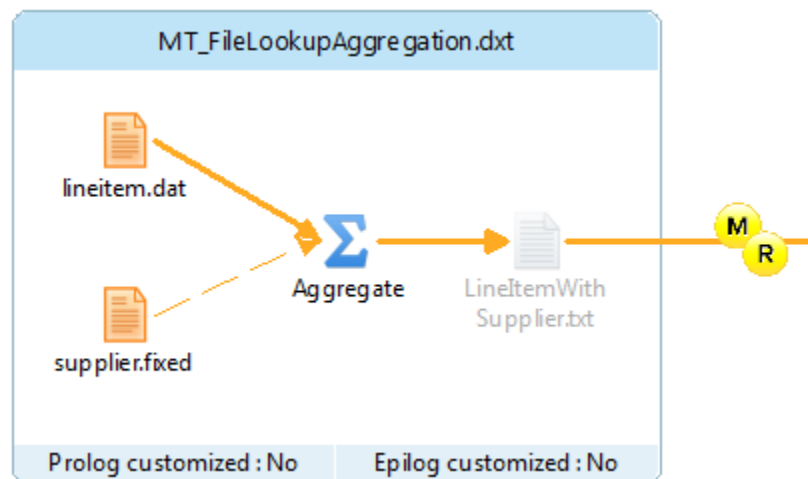 MT_FileLookupAggregation.dxt
lineitem.dat
Aggregate
LineItemWith
Supplier.txt
M
R
supplier.fixed
Prolog customized : No
Epilog customized : No